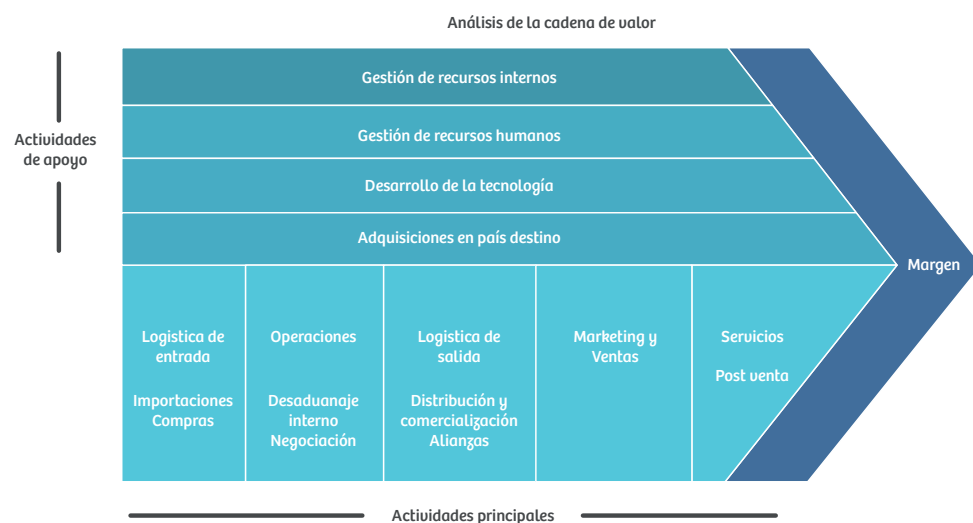 Análisis de la cadena de valor
Actividades
de apoyo
Gestión de recursos internos
Gestión de recursos humanos
Desarrollo de la tecnología
Adquisiciones en país destino
Margen
Logistica de
entrada
Importaciones
Compras
Operaciones
Desaduanaje
interno
Negociación
Logistica de
salida
Distribución y
comercialización
Alianzas
Marketing y
Ventas
Servicios
Post venta
Actividades principales